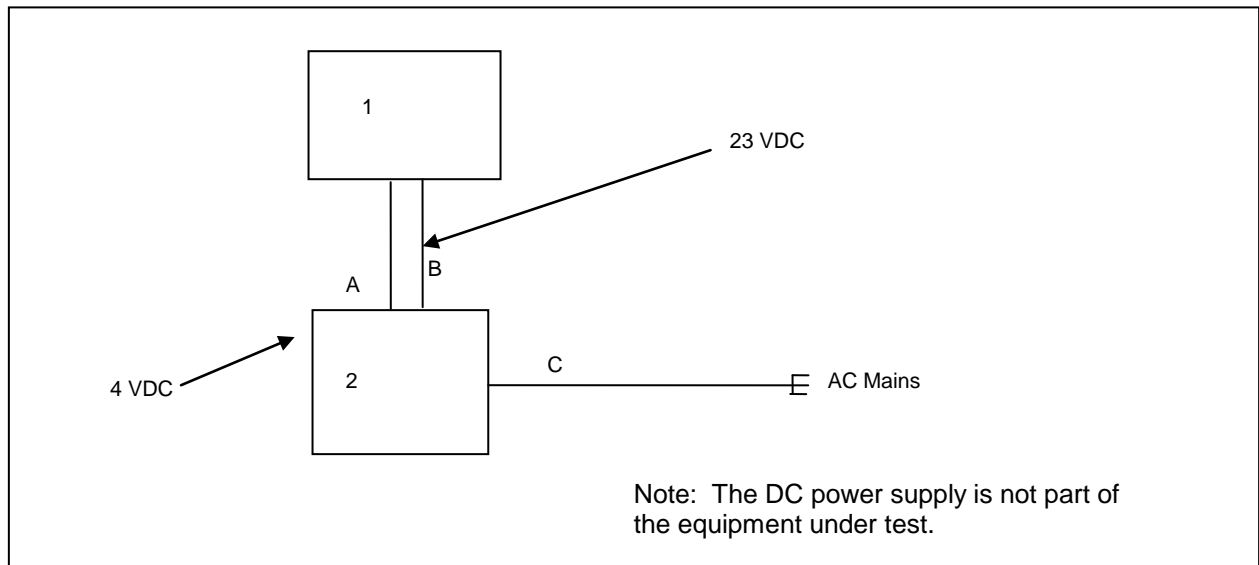 1
23 VDC
B
A
C
2
AC Mains
4 VDC
Note: The DC power supply is not part of
the equipment under test.